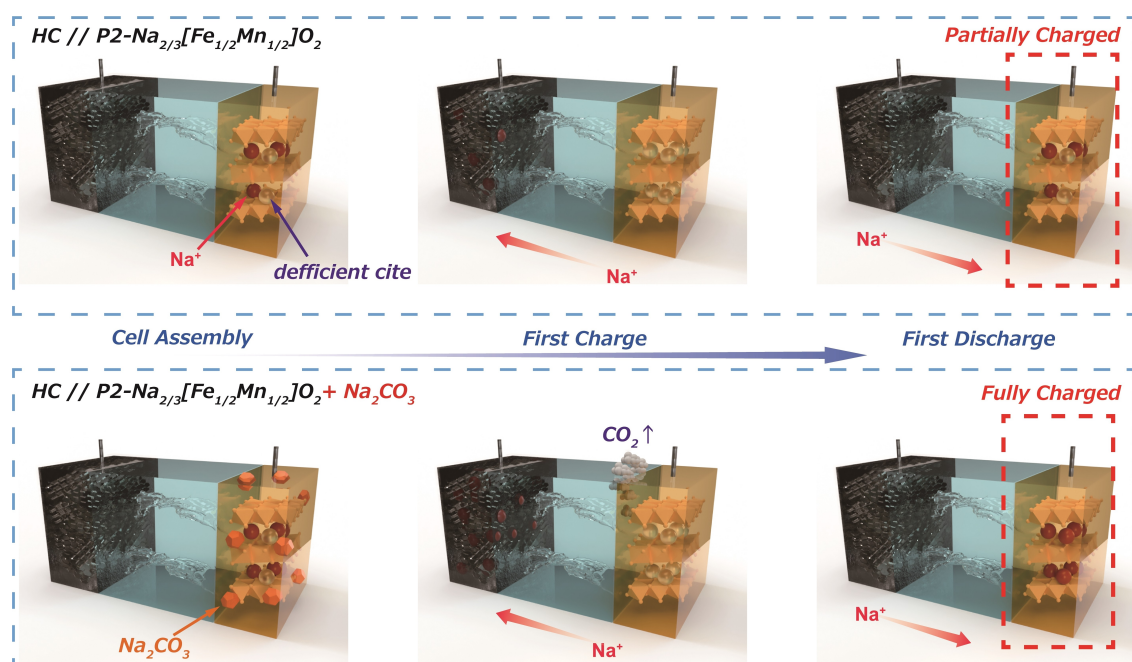 HC // P2-Na2/3[Fe1/2Mn1/2]O2
Partially Charged
Na+
defficient cite
Na+
Na+
Cell Assembly
First Charge
First Discharge
HC // P2-Na2/3[Fe1/2Mn1/2]O2+ Na2CO3
Fully Charged
CO2↑
Na2CO3
Na+
Na+